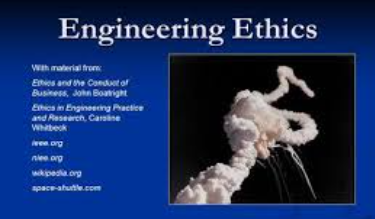 Engineering Ethics
With material from:
Ethics and the Conduct of
Business, John Boatright
Ethics in Engineering Practice
and Research, Caroline
Whitbeck
ieee.org
niee.org
wikipedia.org
space-shuttle.com